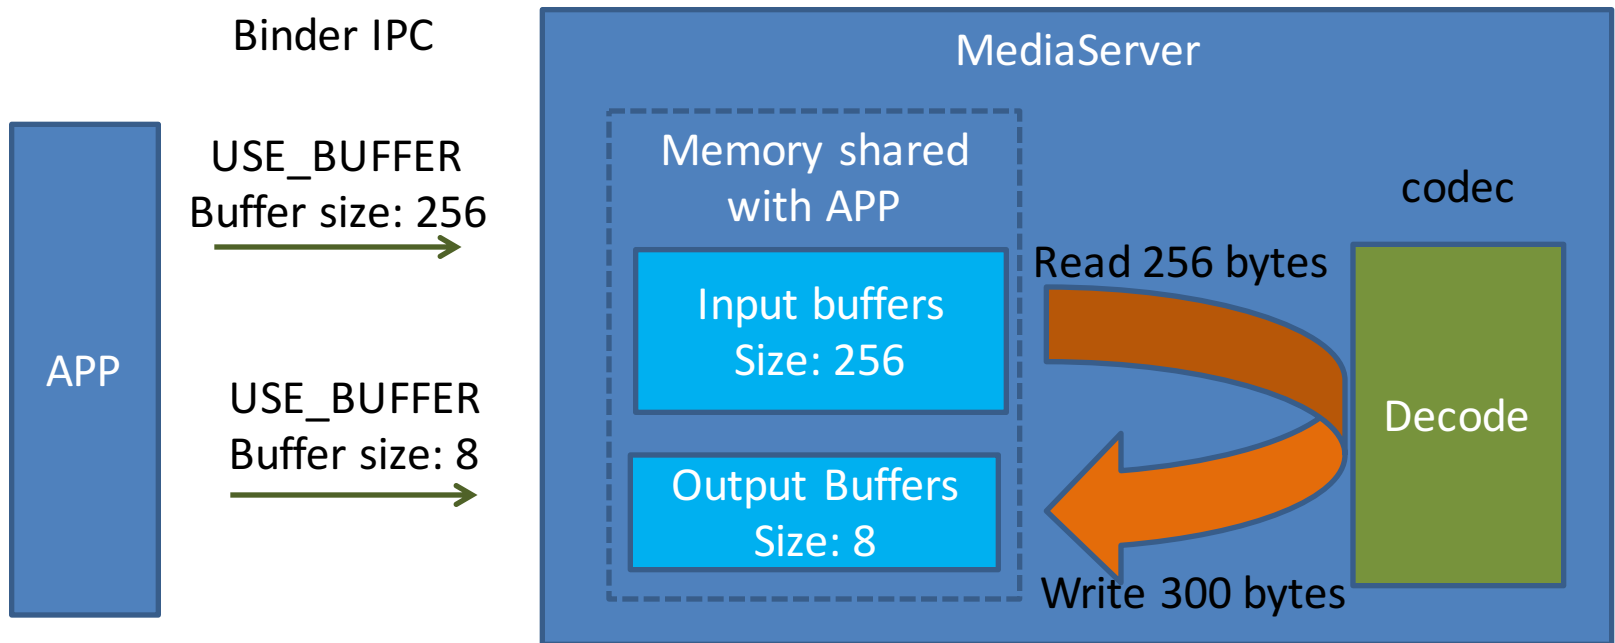 Binder IPC
MediaServer
APP
USE_BUFFER
Buffer size: 256
USE_BUFFER
Buffer size: 8
Memory shared
with APP
Input buffers
Size: 256
Output Buffers
Size: 8
Read 256 bytes
Write 300 bytes
codec
Decode